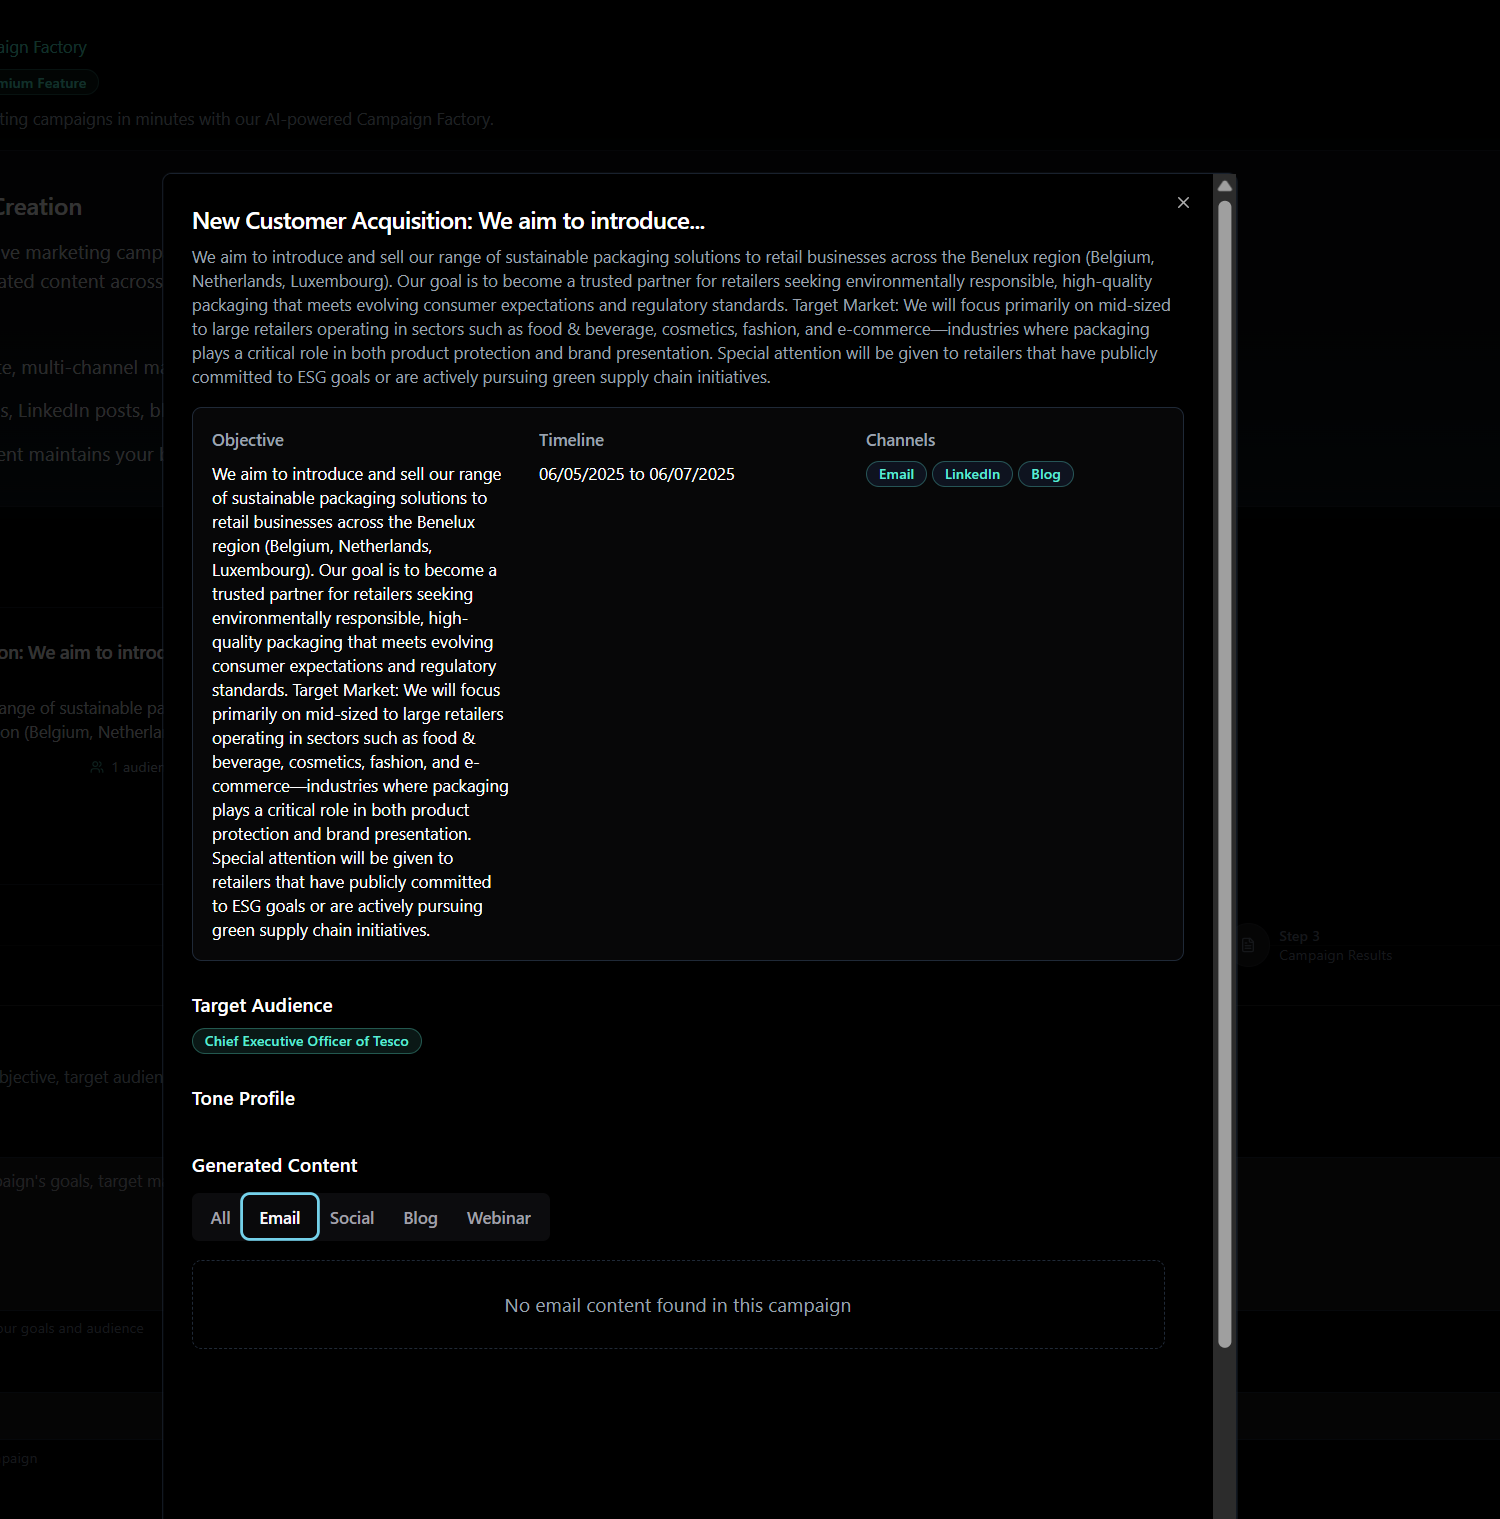 aign Factory
mium Feature
ting campaigns in minutes with our AI-powered Campaign Factory.
Creation
ve marketing camp
ated content across
te, multi-channel ma
s, LinkedIn posts, b
ent maintains your
on: We aim to introd
ange of sustainable pa
on (Belgium, Netherla
1 audien
bjective, target audien
paign's goals, target m
our goals and audience
paign
New Customer Acquisition: We aim to introduce...
We aim to introduce and sell our range of sustainable packaging solutions to retail businesses across the Benelux region (Belgium,
Netherlands, Luxembourg). Our goal is to become a trusted partner for retailers seeking environmentally responsible, high-quality
packaging that meets evolving consumer expectations and regulatory standards. Target Market: We will focus primarily on mid-sized
to large retailers operating in sectors such as food & beverage, cosmetics, fashion, and e-commerce—industries where packaging
plays a critical role in both product protection and brand presentation. Special attention will be given to retailers that have publicly
committed to ESG goals or are actively pursuing green supply chain initiatives.
Objective
We aim to introduce and sell our range
of sustainable packaging solutions to
retail businesses across the Benelux
region (Belgium, Netherlands,
Luxembourg). Our goal is to become a
trusted partner for retailers seeking
environmentally responsible, high-
quality packaging that meets evolving
consumer expectations and regulatory
standards. Target Market: We will focus
primarily on mid-sized to large retailers
operating in sectors such as food &
beverage, cosmetics, fashion, and e-
commerce—industries where packaging
plays a critical role in both product
protection and brand presentation.
Special attention will be given to
retailers that have publicly committed
to ESG goals or are actively pursuing
green supply chain initiatives.
Timeline
06/05/2025 to 06/07/2025
Channels
Email LinkedIn Blog
Target Audience
Chief Executive Officer of Tesco
Tone Profile
Generated Content
All Email Social Blog Webinar
No email content found in this campaign
Step 3
Campaign Results